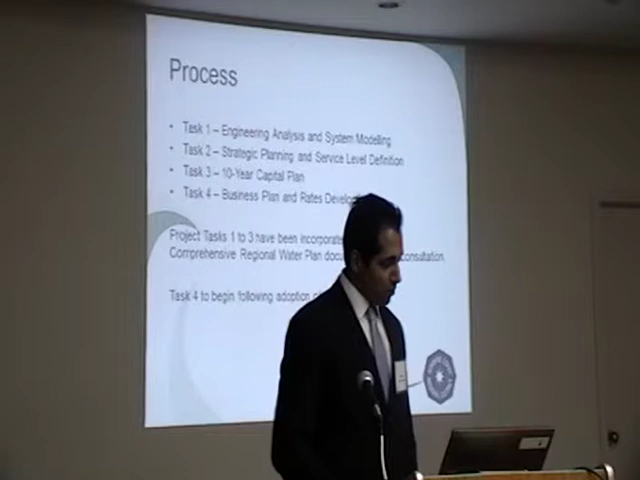 Process
• Task 1 – Engineering Analysis and System Modelling
• Task 2 – Strategic Planning and Service Level Definition
• Task 3 – 10-Year Capital Plan
• Task 4 – Business Plan and Rates
Project Tasks 1 to 3 have been
Comprehensive Regional Water Plan consultation
Task 4 to begin following adoption